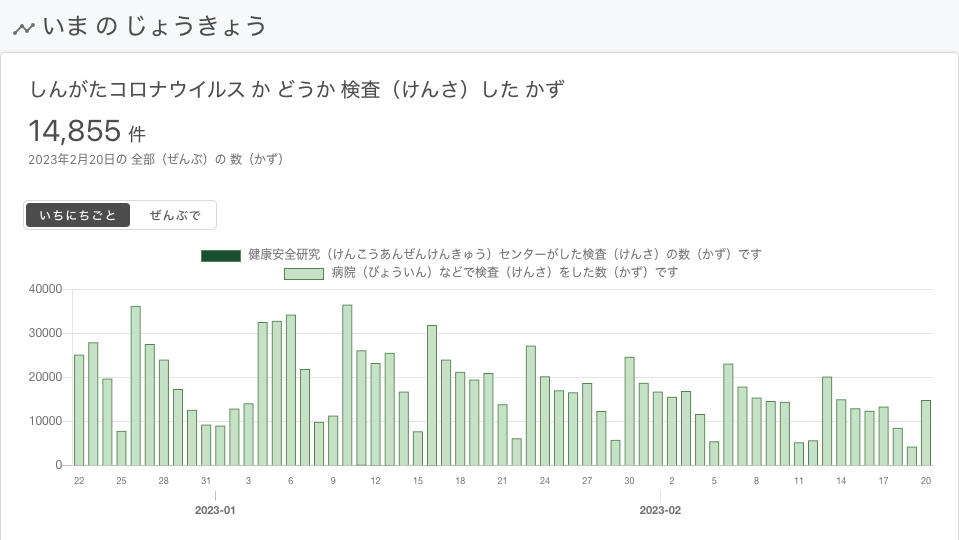 いま の じょうきょう
しんがたコロナウイルス か どうか 検査（けんさ）した かず
14,855 件
2023年2月20日の 全部（ぜんぶ）の 数（かず）
いちにちごと ぜんぶで
健康安全研究（けんこうあんぜんけんきゅう）センターがした検査（けんさ）の数（かず）です
病院（びょういん）などで検査（けんさ）をした数（かず）です
40000
30000
20000
10000
0
22 25 28 31 3 6 9 12 15 18 21 24 27 30 2 5 8 11 14 17 20
2023-01 2023-02